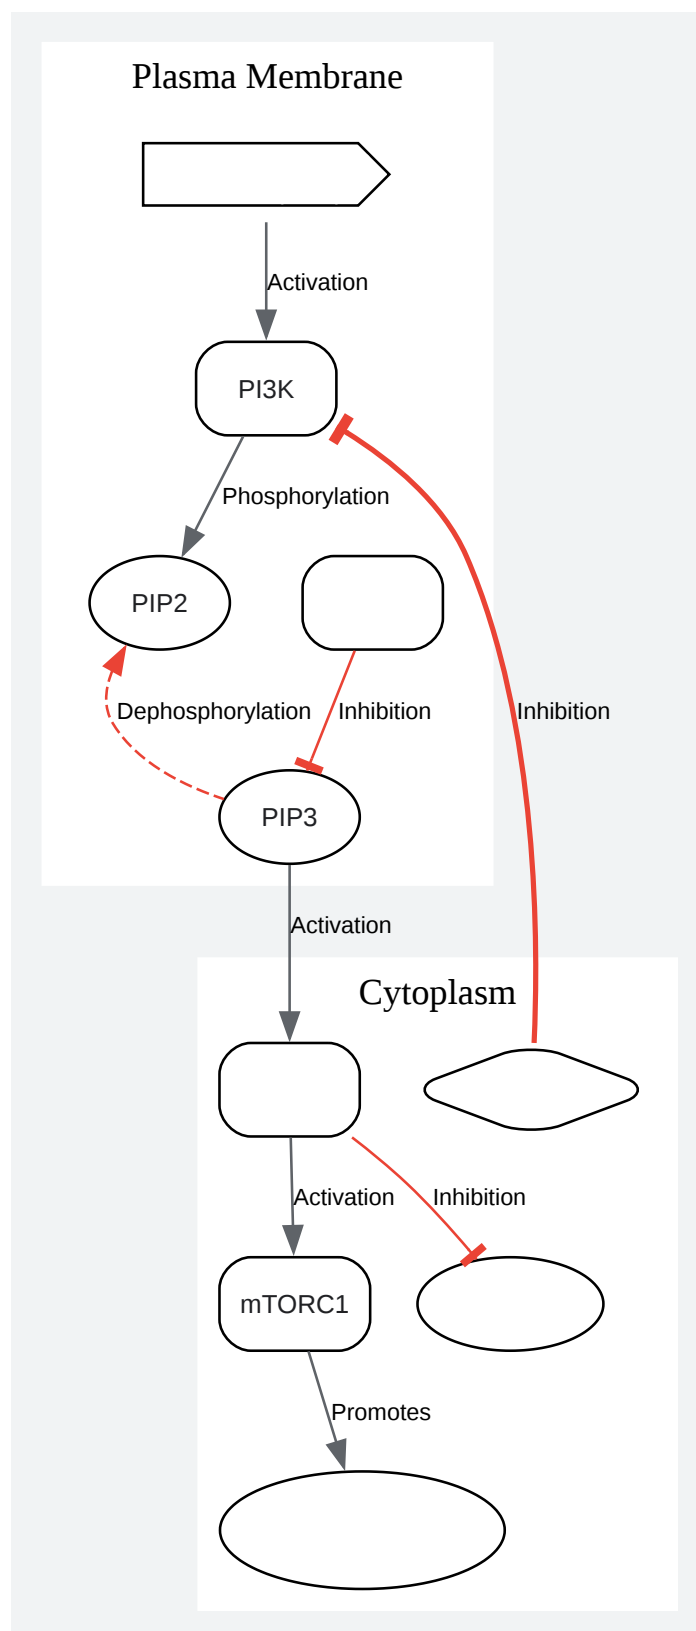 Plasma Membrane
Activation
PI3K
Phosphorylation
PIP2
Dephosphorylation
Inhibition
Inhibition
PIP3
Activation
Cytoplasm
Activation
Inhibition
mTORC1
Promotes